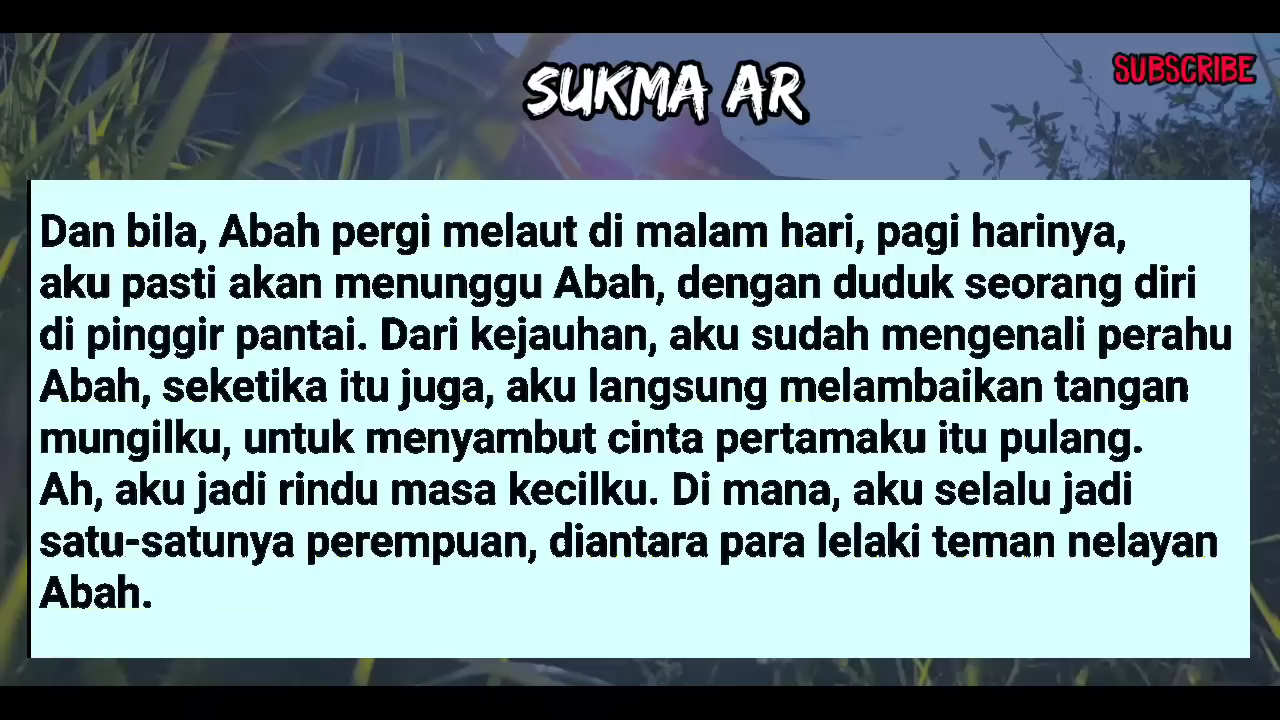 SUKMA AR
SUBSCRIBE
Dan bila, Abah pergi melaut di malam hari, pagi harinya,
aku pasti akan menunggu Abah, dengan duduk seorang diri
di pinggir pantai. Dari kejauhan, aku sudah mengenali perahu
Abah, seketika itu juga, aku langsung melambaikan tangan
mungilku, untuk menyambut cinta pertamaku itu pulang.
Ah, aku jadi rindu masa kecilku. Di mana, aku selalu jadi
satu-satunya perempuan, diantara para lelaki teman nelayan
Abah.